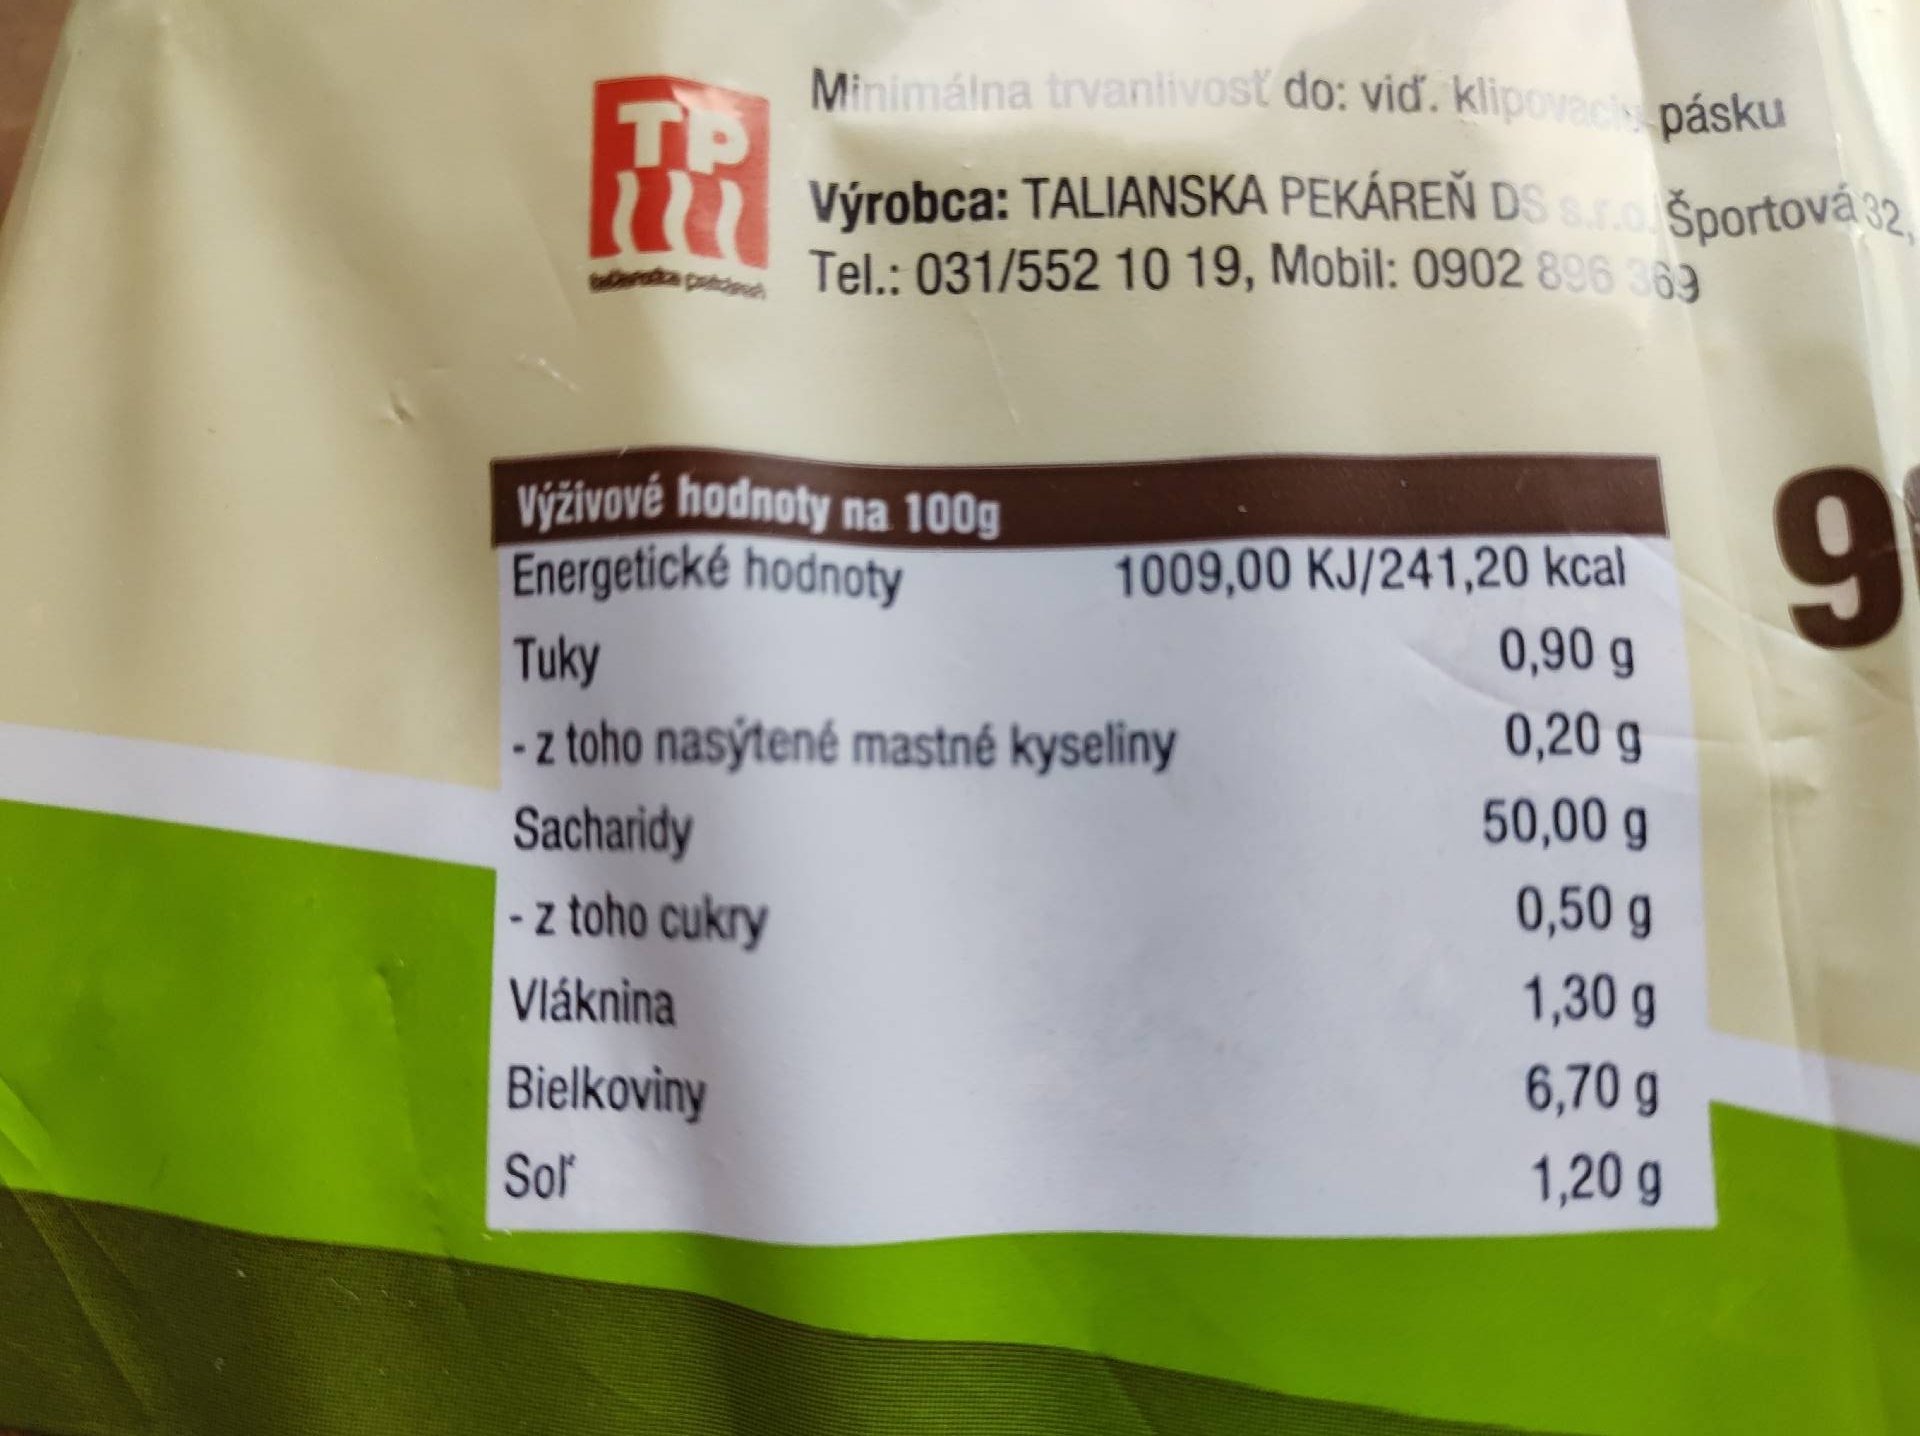 TP
talianska pekáreň
Minimálna trvanlivosť do: viď. klipovaciu pásku
Výrobca: TALIANSKA PEKÁREŇ DS s.r.o. Športová 32,
Tel.: 031/552 10 19, Mobil: 0902 896 369
Výživové hodnoty na 100g
Energetické hodnoty 1009,00 KJ/241,20 kcal
Tuky 0,90 g
- z toho nasýtené mastné kyseliny 0,20 g
Sacharidy 50,00 g
- z toho cukry 0,50 g
Vláknina 1,30 g
Bielkoviny 6,70 g
Soľ 1,20 g
9